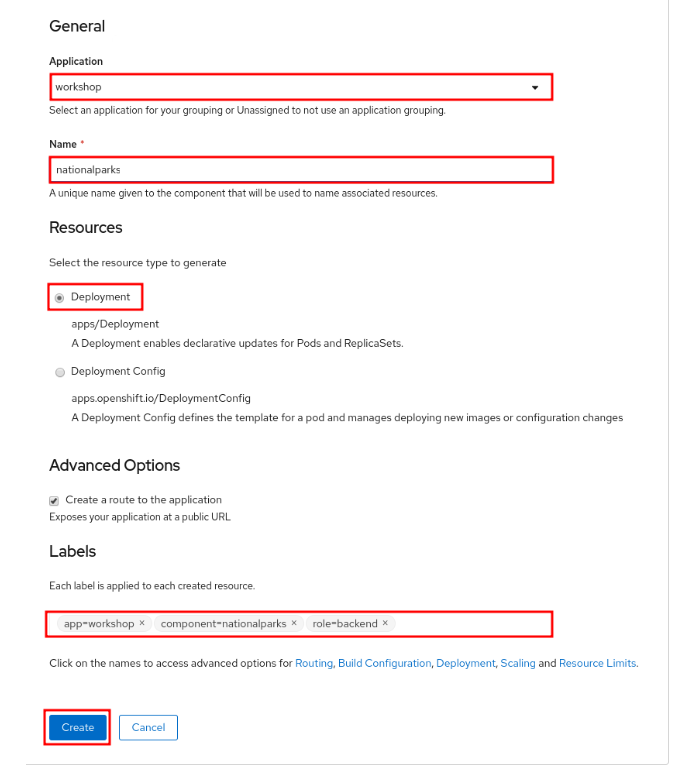 General
Application
workshop
Select an application for your grouping or Unassigned to not use an application grouping.
Name *
nationalparks
A unique name given to the component that will be used to name associated resources.
Resources
Select the resource type to generate
Deployment
apps/Deployment
A Deployment enables declarative updates for Pods and ReplicaSets.
Deployment Config
apps.openshift.io/DeploymentConfig
A Deployment Config defines the template for a pod and manages deploying new images or configuration changes
Advanced Options
Create a route to the application
Exposes your application at a public URL
Labels
Each label is applied to each created resource.
app=workshop × component=nationalparks × role=backend ×
Click on the names to access advanced options for Routing, Build Configuration, Deployment, Scaling and Resource Limits.
Create Cancel